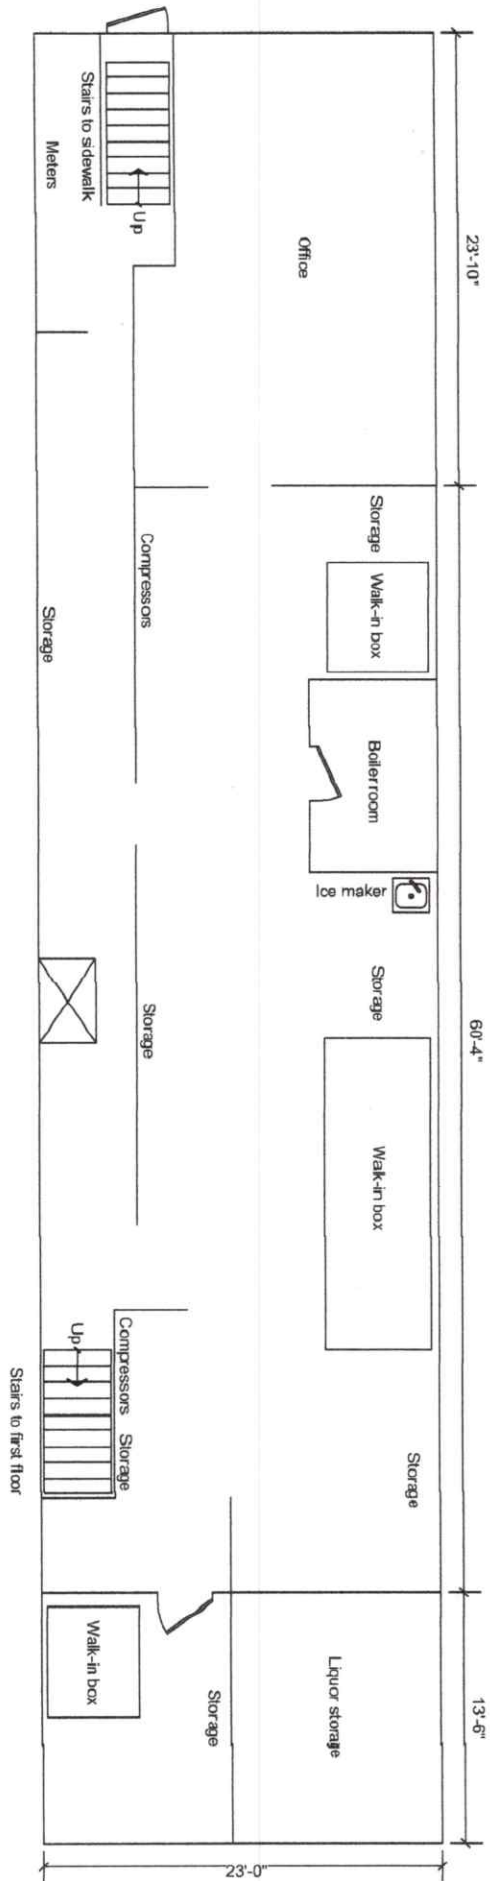 Stairs to sidewalk
Meters
Up
Office
23'-10"
Storage
Walk-in box
Compressors
Storage
Boiler room
Ice maker
Storage
Storage
60'-4"
Walk-in box
Up
Compressors
Storage
Stairs to first floor
Storage
Walk-in box
Storage
Liquor storage
13'-6"
23'-0"